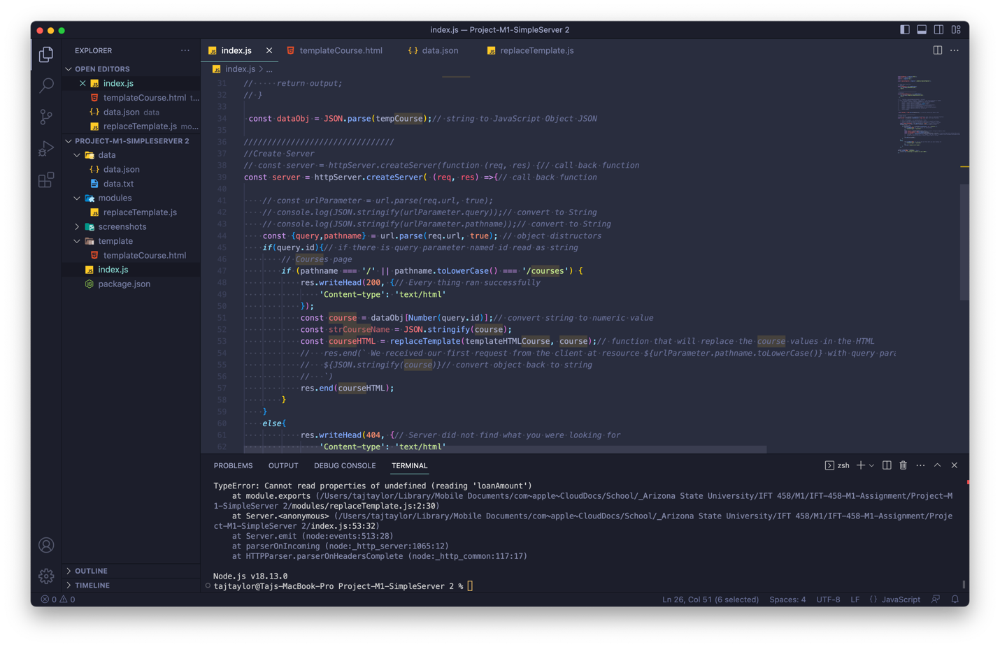 index.js — Project-M1-SimpleServer 2
EXPLORER
OPEN EDITORS
index.js
templateCourse.html t...
data.json data
replaceTemplate.js mo...
PROJECT-M1-SIMPLESERVER 2
data
data.json
data.txt
modules
replaceTemplate.js
screenshots
template
templateCourse.html
index.js
package.json
OUTLINE
TIMELINE
index.js
templateCourse.html
data.json
replaceTemplate.js
index.js > ...
31 //      return output;
32 // }
33
34 const dataObj = JSON.parse(tempCourse);// string to JavaScript Object JSON
35
36 ////////////////////////////////
37 //Create Server
38 // const server = httpServer.createServer(function (req, res) {// call back function
39 const server = httpServer.createServer( (req, res) =>{// call back function
40
41 // const urlParameter = url.parse(req.url, true);
42 // console.log(JSON.stringify(urlParameter.query));// convert to String
43 // console.log(JSON.stringify(urlParameter.pathname));// convert to String
44 const {query,pathname} = url.parse(req.url, true); // object distructors
45 if(query.id){// if there is query parameter named id read as string
46 // Courses page
47 if (pathname === '/' || pathname.toLowerCase() === '/courses') {
48 res.writeHead(200, {// Every thing ran successfully
49 'Content-type': 'text/html'
50 });
51 const course = dataObj[Number(query.id)];// convert string to numeric value
52 const strCourseName = JSON.stringify(course);
53 const courseHTML = replaceTemplate(templateHTMLCourse, course);// function that will replace the course values in the HTML
54 //   res.end(` We received our first request from the client at resource ${urlParameter.pathname.toLowerCase()} with query para
55 //   ${JSON.stringify(course)}// convert object back to string
56 //   `)
57 res.end(courseHTML);
58 }
59 }
60 else{
61 res.writeHead(404, {// Server did not find what you were looking for
62 'Content-type': 'text/html'
PROBLEMS OUTPUT DEBUG CONSOLE TERMINAL zsh
TypeError: Cannot read properties of undefined (reading 'loanAmount')
at module.exports (/Users/tajtaylor/Library/Mobile Documents/com~apple~CloudDocs/School/_Arizona State University/IFT 458/M1/IFT-458-M1-Assignment/Project-M
1-SimpleServer 2/modules/replaceTemplate.js:2:30)
at Server.<anonymous> (/Users/tajtaylor/Library/Mobile Documents/com~apple~CloudDocs/School/_Arizona State University/IFT 458/M1/IFT-458-M1-Assignment/Proje
ct-M1-SimpleServer 2/index.js:53:32)
at Server.emit (node:events:513:28)
at parserOnIncoming (node:_http_server:1065:12)
at HTTPParser.parserOnHeadersComplete (node:_http_common:117:17)
Node.js v18.13.0
tajtaylor@Tajs-MacBook-Pro Project-M1-SimpleServer 2 %
0 0 Ln 26, Col 51 (6 selected) Spaces: 4 UTF-8 LF {} JavaScript